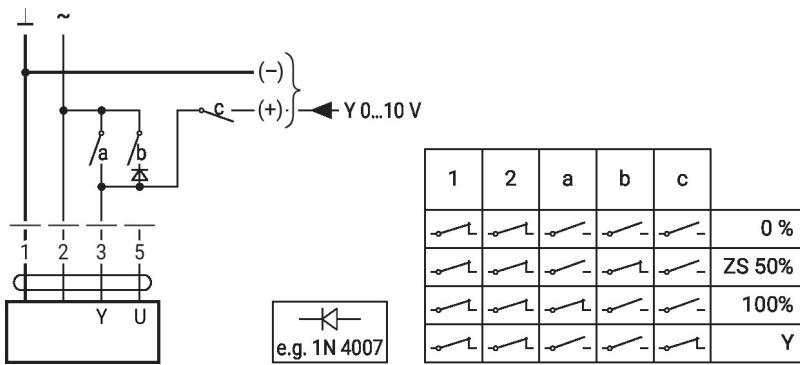 ⊥ ~
(–)
c (+) Y 0...10 V
a b
1 2 3 5
Y U
e.g. 1N 4007
1 2 a b c
0 %
ZS 50%
100%
Y